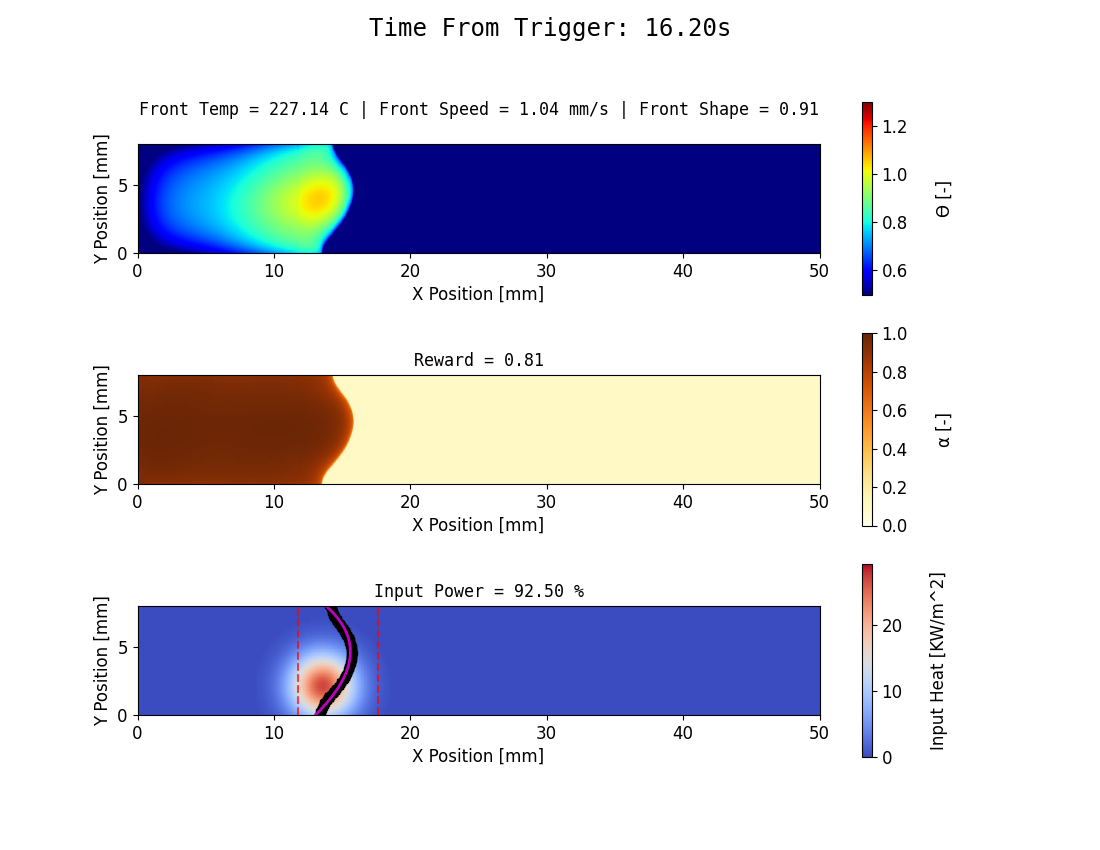 Time From Trigger: 16.20s
Front Temp = 227.14 C | Front Speed = 1.04 mm/s | Front Shape = 0.91
Y Position [mm]
5
0
0 10 20 30 40 50
X Position [mm]
1.2
1.0
0.8
0.6
Θ [-]
Reward = 0.81
Y Position [mm]
5
0
0 10 20 30 40 50
X Position [mm]
1.0
0.8
0.6
0.4
0.2
0.0
α [-]
Input Power = 92.50 %
Y Position [mm]
5
0
0 10 20 30 40 50
X Position [mm]
20
10
0
Input Heat [KW/m^2]